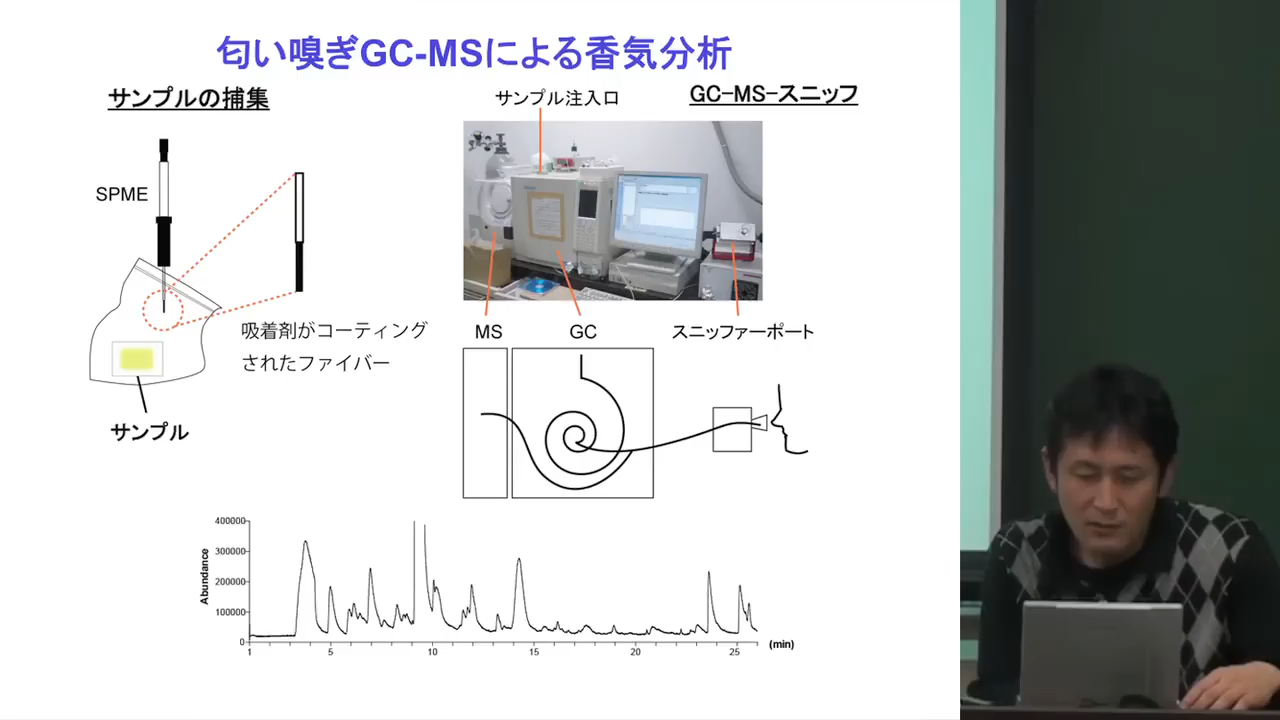 匂い嗅ぎGC-MSによる香気分析
サンプルの捕集
サンプル注入口
GC-MS-スニッフ
SPME
吸着剤がコーティング
されたファイバー
サンプル
MS
GC
スニッファーポート
Abundance
400000
300000
200000
100000
0
1
5
10
15
20
25
(min)